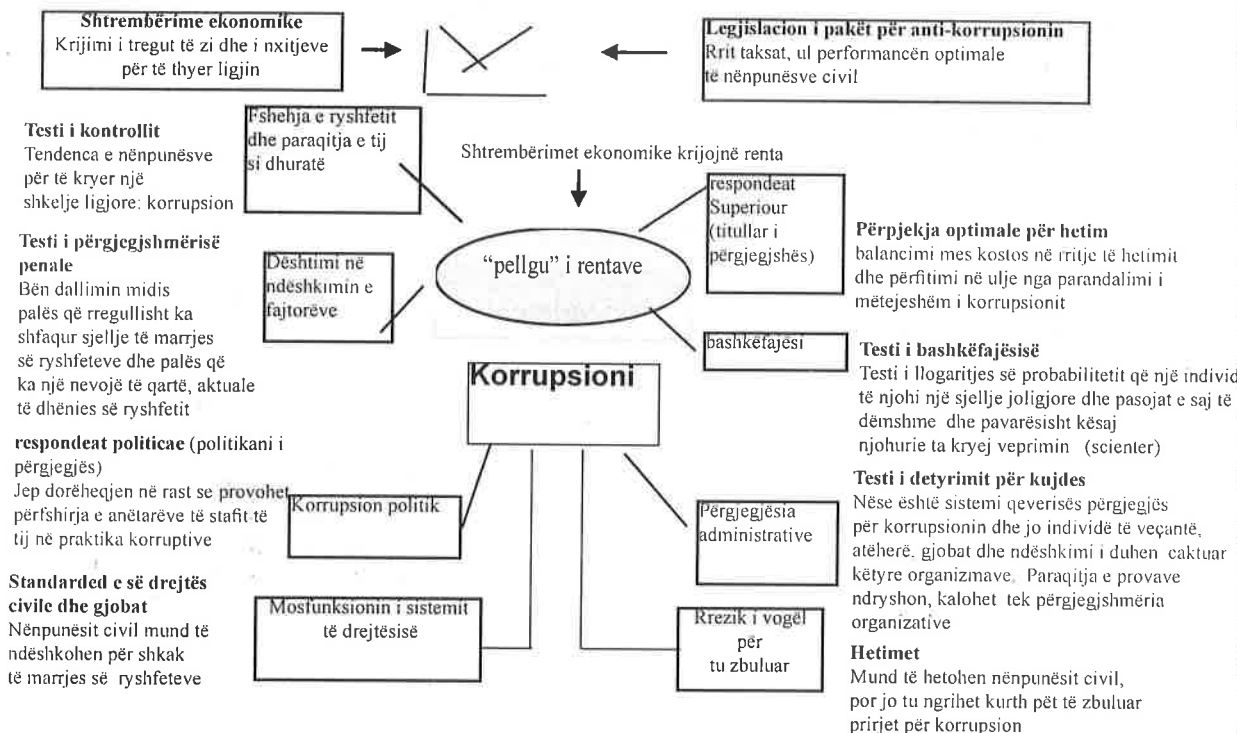 Shtrembërime ekonomike
Krijimi i tregut të zi dhe i nxitjeve
për të thyer ligjin
Legjislacion i pakët për anti-korrupsionin
Rrit taksat, ul performancën optimale
të nënpunësve civil
Testi i kontrollit
Tendenca e nënpunësve
për të kryer një
shkelje ligjore: korrupsion
Fshehja e ryshfetit
dhe paraqitja e tij
si dhuratë
Shtrembërimet ekonomike krijojnë renta
respondeat
Superiour
(titullar i
përgjegjshës)
Testi i përgjegjshmërisë
penale
Bën dallimin midis
palës që rregullisht ka
shfaqur sjellje të marrjes
së ryshfeteve dhe palës që
ka një nevojë të qartë, aktuale
të dhënies së ryshfetit
Dështimi në
ndëshkimin e
fajtorëve
“pellgu” i rentave
Përpjekja optimale për hetim
balancimi mes kostos në rritje të hetimit
dhe përfitimi në ulje nga parandalimi i
mëtejeshëm i korrupsionit
bashkëfajësi
Testi i bashkëfajësisë
Testi i llogaritjes së probabilitetit që një individ
të njohi një sjellje joligjore dhe pasojat e saj të
dëmshme dhe pavarësisht kësaj
njohurie ta kryej veprimin (scienter)
Korrupsioni
respondeat politicae (politikani i
përgjegjës)
Jep dorëheqjen në rast se provohet
përfshirja e anëtarëve të stafit të
tij në praktika korruptive
Korrupsion politik
Përgjegjësia
administrative
Testi i detyrimit për kujdes
Nëse është sistemi qeverisës përgjegjës
për korrupsionin dhe jo individë të veçantë,
atëherë, gjobat dhe ndëshkimi i duhen caktuar
këtyre organizmave. Paraqitja e provave
ndryshon, kalohet tek përgjegjshmëria
organizative
Standarded e së drejtës
civile dhe gjobat
Nënpunësit civil mund të
ndëshkohen për shkak
të marrjes së ryshfeteve
Mosfunksionin i sistemit
të drejtësisë
Rrezik i vogël
për
tu zbuluar
Hetimet
Mund të hetohen nënpunësit civil,
por jo tu ngrihet kurth pët të zbuluar
prirjet për korrupsion